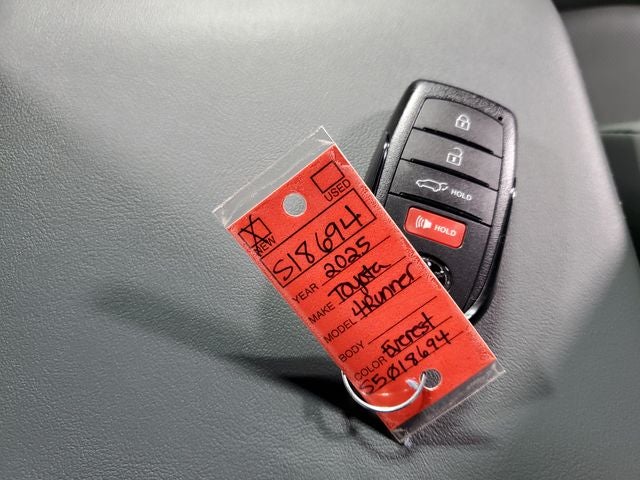 NEW
USED
S18694
YEAR 2025
MAKE Toyota
MODEL 4Runner
BODY
COLOR Everest
S5018694
HOLD
HOLD